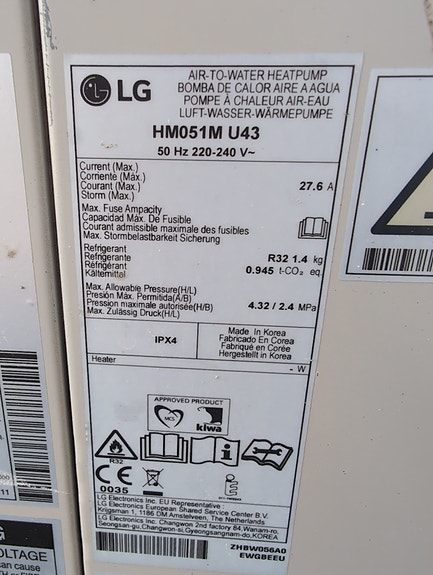 LG
AIR-TO-WATER HEATPUMP
BOMBA DE CALOR AIRE A AGUA
POMPE À CHALEUR AIR-EAU
LUFT-WASSER-WÄRMEPUMPE
HM051M U43
50 Hz 220-240 V~
Current (Max.)
Corriente (Máx.)
Courant (Max.)
Storm (Max.)
27.6 A
Max. Fuse Ampacity
Capacidad Máx. De Fusible
Courant admissible maximale des fusibles
Max. Strombelastbarkeit Sicherung
Refrigerant
Refrigerante
Réfrigérant
Kältemittel
R32 1.4 kg
0.945 t-CO₂ eq.
Max. Allowable Pressure(H/L)
Presión Máx. Permitida(A/B)
Pression maximale autorisée(H/B)
Max. Zulässig Druck(H/L)
4.32 / 2.4 MPa
IPX4
Made In Korea
Fabricado En Corea
Fabriqué en Corée
Hergestellt in Korea
Heater
- W
APPROVED PRODUCT
MCS
kiwa
R32
CE
0035
LG Electronics Inc. EU Representative :
LG Electronics European Shared Service Center B.V.
Krijgsman 1, 1186 DM Amstelveen, The Netherlands
LG Electronics Inc. Changwon 2nd factory 84, Wanam-ro,
Seongsan-gu, Changwon-si, Gyeongsangnam-do, KOREA
ZHBW056A0
EWGBEEU
11
G
OLTAGE
can cause